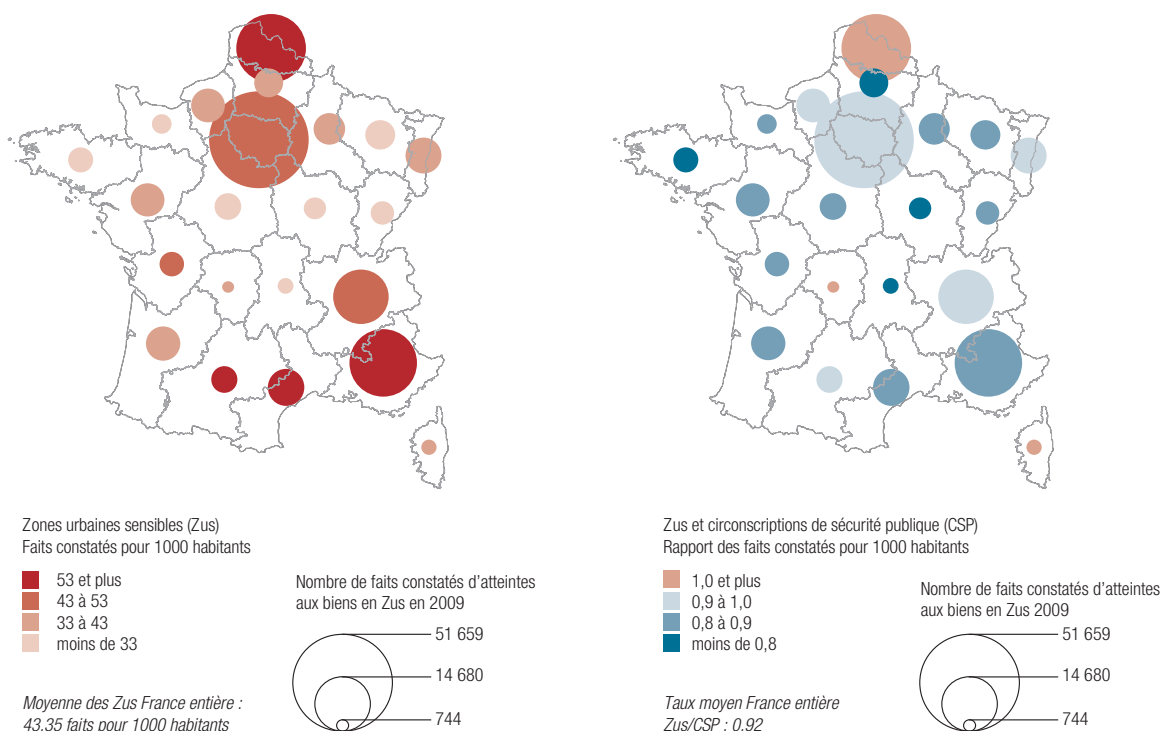 Zones urbaines sensibles (Zus)
Faits constatés pour 1000 habitants
53 et plus
43 à 53
33 à 43
moins de 33
Moyenne des Zus France entière :
43,35 faits pour 1000 habitants
Nombre de faits constatés d'atteintes
aux biens en Zus en 2009
51 659
14 680
744
Zus et circonscriptions de sécurité publique (CSP)
Rapport des faits constatés pour 1000 habitants
1,0 et plus
0,9 à 1,0
0,8 à 0,9
moins de 0,8
Taux moyen France entière
Zus/CSP : 0,92
Nombre de faits constatés d'atteintes
aux biens en Zus 2009
51 659
14 680
744